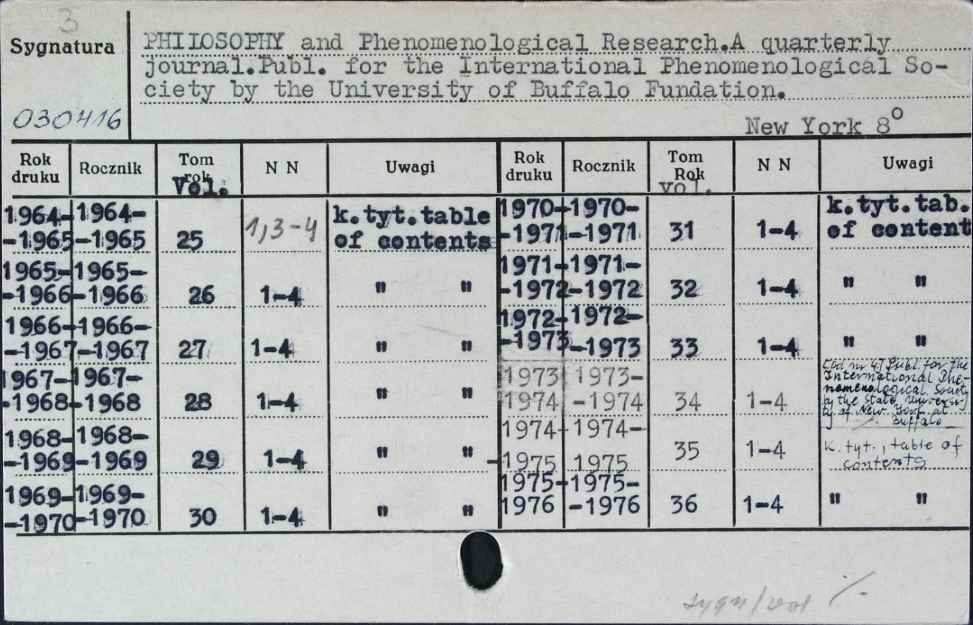 3
Sygnatura
030416
PHILOSOPHY and Phenomenological Research.A quarterly
journal.Publ. for the International Phenomenological So-
ciety by the University of Buffalo Fundation.
New York 8°
Rok druku Rocznik Tom rok Vol. N N Uwagi
1964-1965 1964-1965 25 1,3-4 k.tyt.table of contents
1965-1966 1965-1966 26 1-4 " "
1966-1967 1966-1967 27 1-4 " "
1967-1968 1967-1968 28 1-4 " "
1968-1969 1968-1969 29 1-4 " "
1969-1970 1969-1970 30 1-4 " "
Rok druku Rocznik Tom Rok vol. N N Uwagi
1970-1971 1970-1971 31 1-4 k.tyt.tab. of content
1971-1972 1971-1972 32 1-4 " "
1972-1973 1972-1973 33 1-4 " "
1973 1974 1973-1974 34 1-4
Od nr 4) Publ. for the
International Phe-
nomenological Society
by the State Universi-
ty of New York at
Buffalo
1974-1975 1974-1975 35 1-4 k. tyt., table of contents
1975-1976 1975-1976 36 1-4 " "